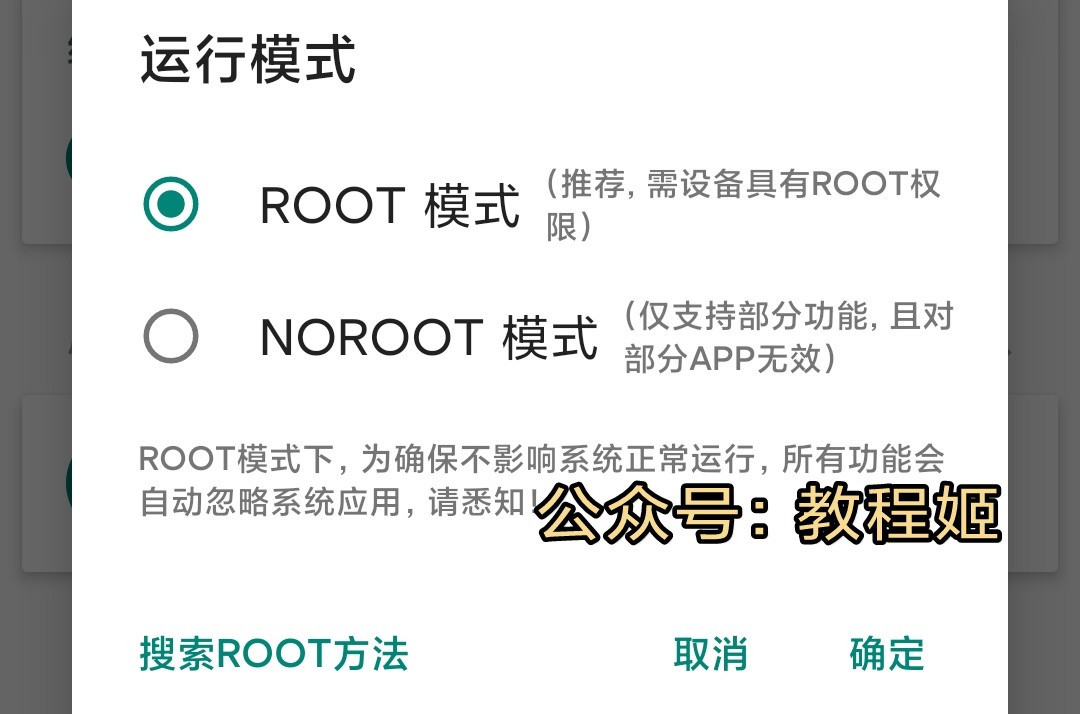 运行模式
ROOT 模式
（推荐, 需设备具有ROOT权
限）
NOROOT 模式
（仅支持部分功能, 且对
部分APP无效）
ROOT模式下, 为确保不影响系统正常运行, 所有功能会
自动忽略系统应用, 请悉知!
公众号：教程姬
搜索ROOT方法
取消
确定